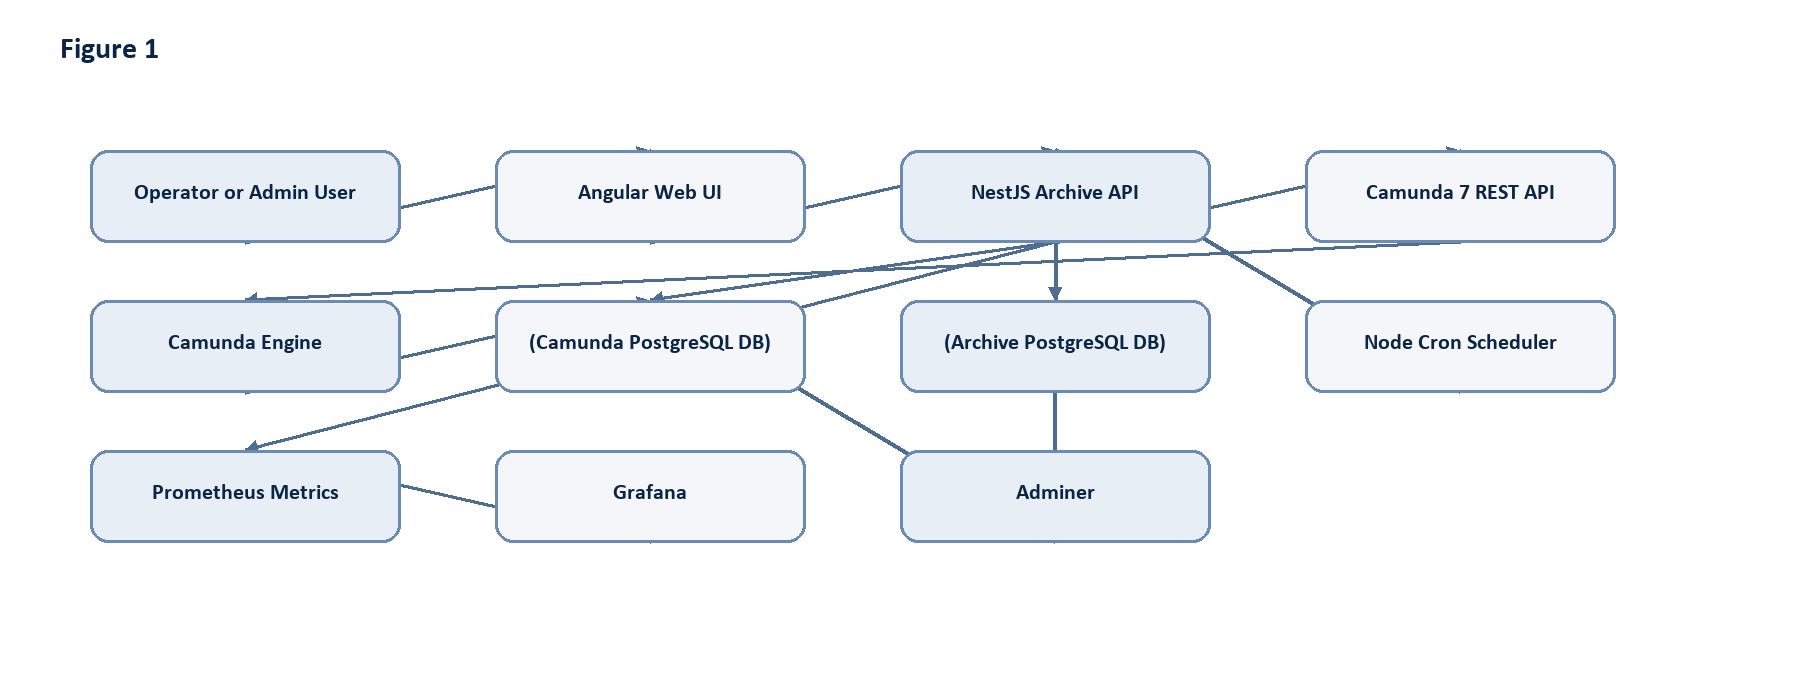 Figure 1
Operator or Admin User
Angular Web UI
NestJS Archive API
Camunda 7 REST API
Camunda Engine
(Camunda PostgreSQL DB)
(Archive PostgreSQL DB)
Node Cron Scheduler
Prometheus Metrics
Grafana
Adminer